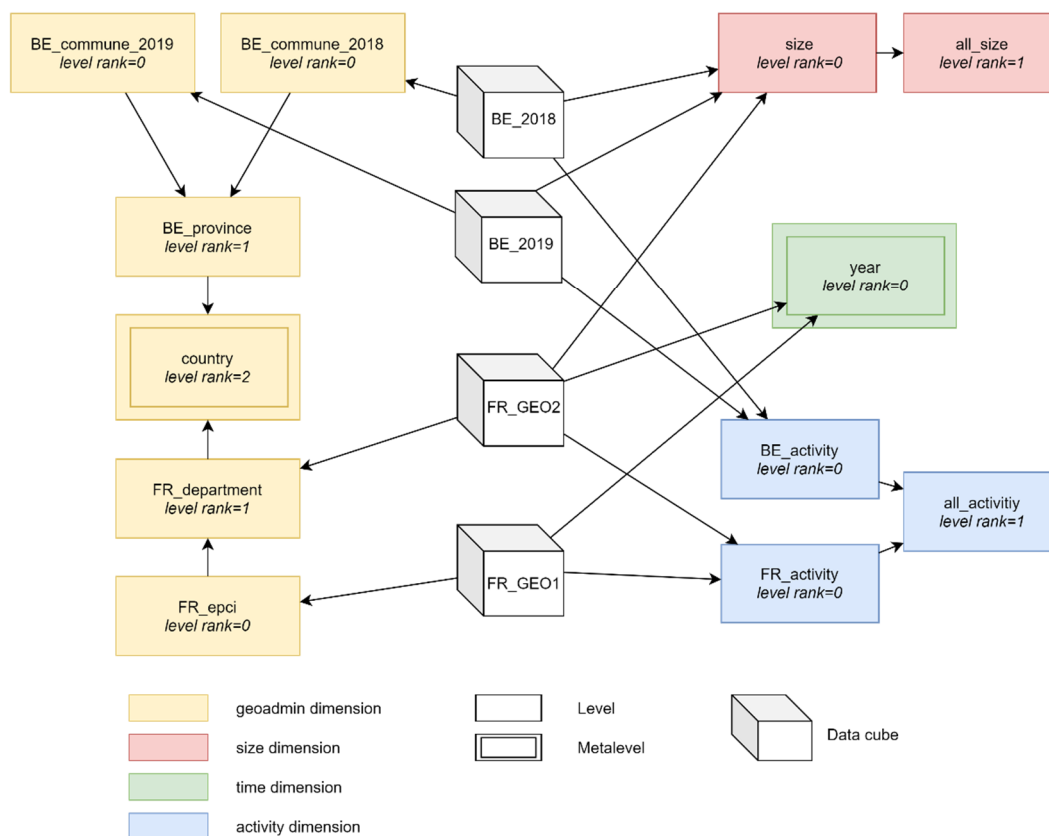 BE_commune_2019
level rank=0
BE_commune_2018
level rank=0
size
level rank=0
all_size
level rank=1
BE_2018
BE_province
level rank=1
BE_2019
year
level rank=0
country
level rank=2
FR_GEO2
BE_activity
level rank=0
FR_department
level rank=1
all_activitiy
level rank=1
FR_GEO1
FR_activity
level rank=0
FR_epci
level rank=0
geoadmin dimension
size dimension
time dimension
activity dimension
Level
Metalevel
Data cube